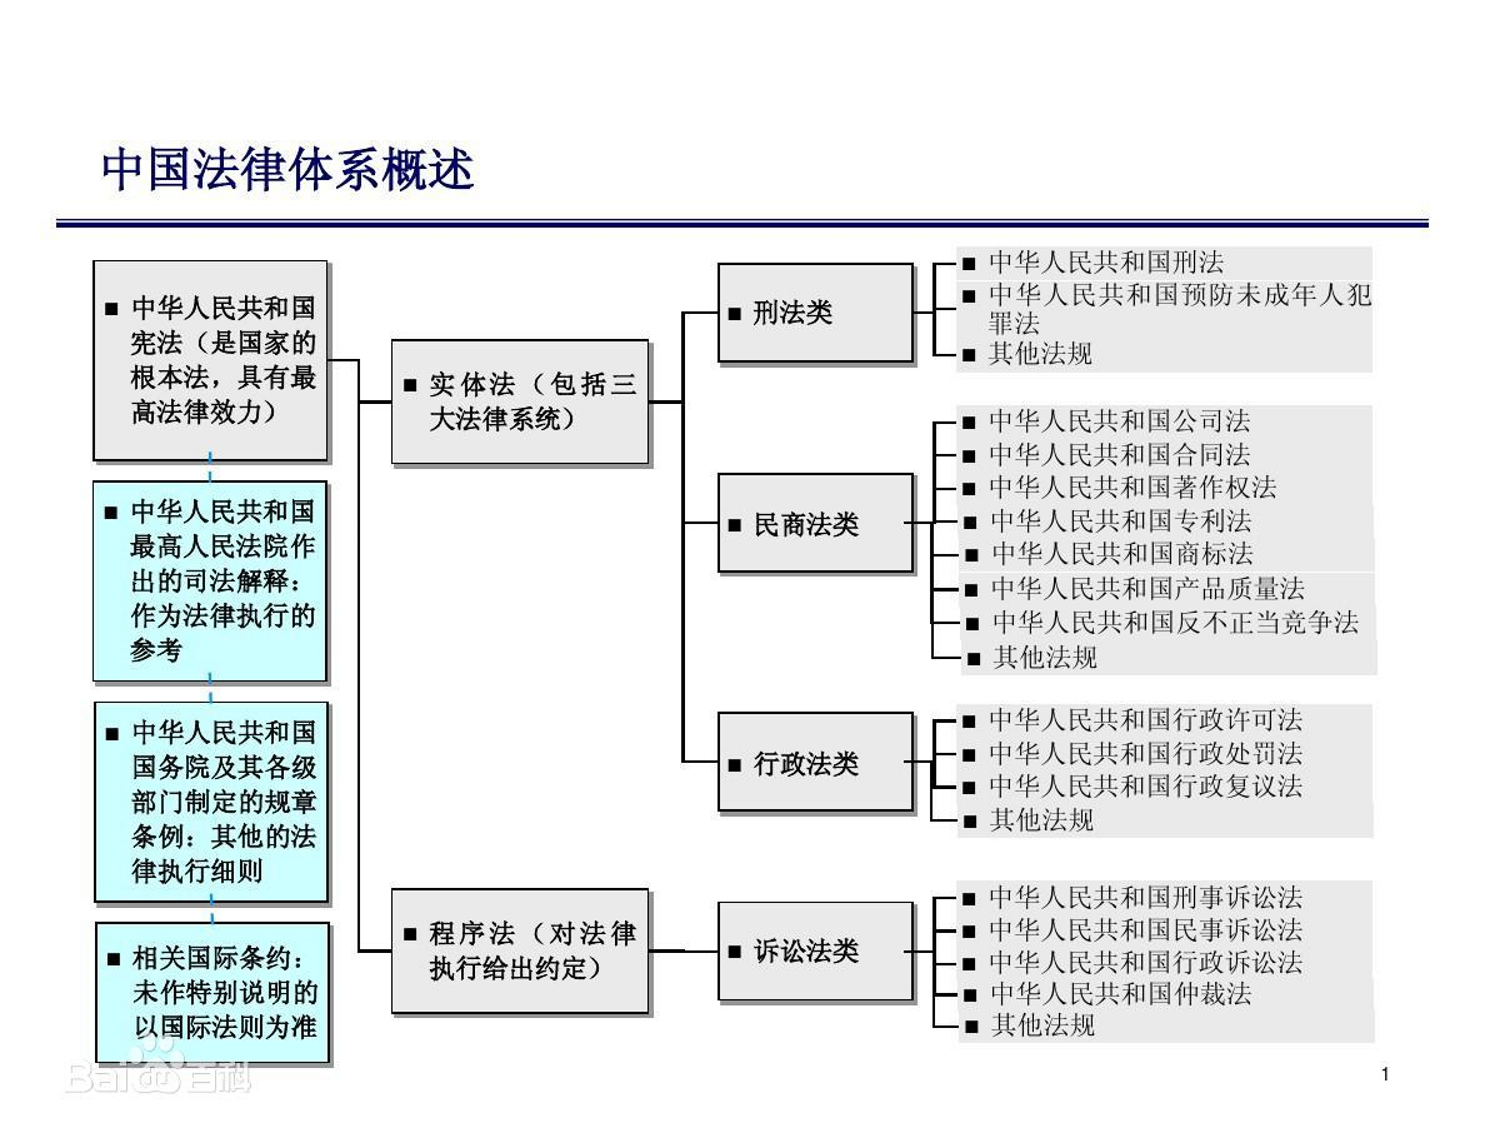 中国法律体系概述
■ 中华人民共和国
宪法（是国家的
根本法，具有最
高法律效力）
■ 中华人民共和国
最高人民法院作
出的司法解释：
作为法律执行的
参考
■ 中华人民共和国
国务院及其各级
部门制定的规章
条例：其他的法
律执行细则
■ 相关国际条约：
未作特别说明的
以国际法则为准
■ 实体法（包括三
大法律系统）
■ 程序法（对法律
执行给出约定）
■ 刑法类
■ 中华人民共和国刑法
■ 中华人民共和国预防未成年人犯
罪法
■ 其他法规
■ 民商法类
■ 中华人民共和国公司法
■ 中华人民共和国合同法
■ 中华人民共和国著作权法
■ 中华人民共和国专利法
■ 中华人民共和国商标法
■ 中华人民共和国产品质量法
■ 中华人民共和国反不正当竞争法
■ 其他法规
■ 行政法类
■ 中华人民共和国行政许可法
■ 中华人民共和国行政处罚法
■ 中华人民共和国行政复议法
■ 其他法规
■ 诉讼法类
■ 中华人民共和国刑事诉讼法
■ 中华人民共和国民事诉讼法
■ 中华人民共和国行政诉讼法
■ 中华人民共和国仲裁法
■ 其他法规
Bai du 百科
1